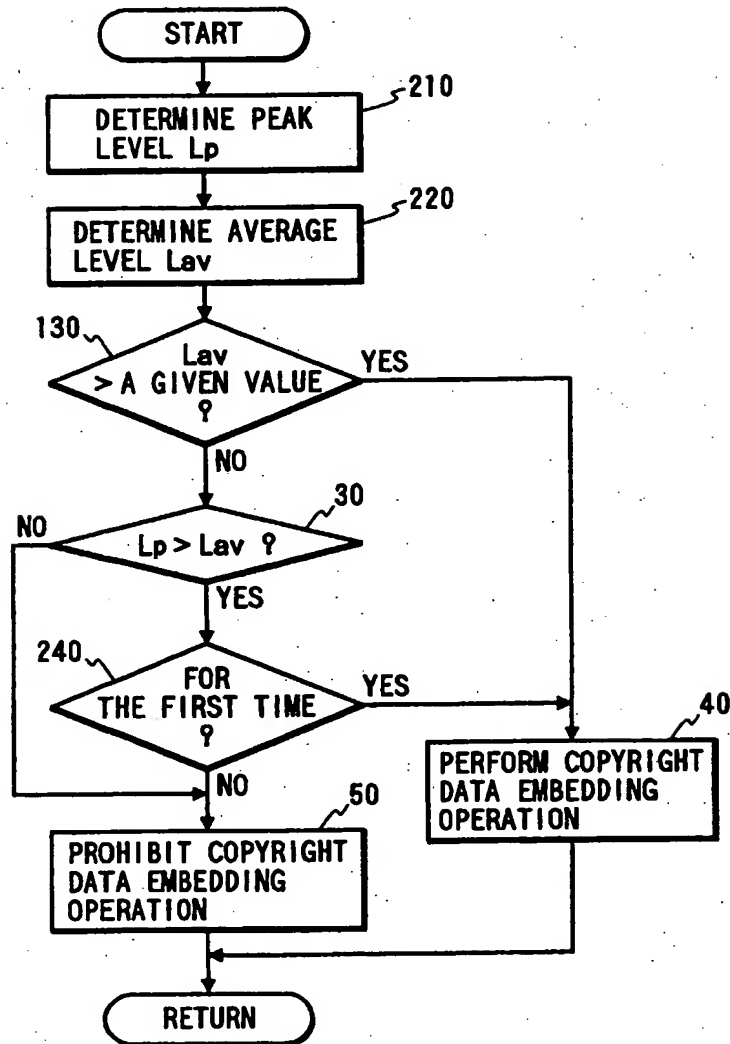 START
210
DETERMINE PEAK
LEVEL Lp
220
DETERMINE AVERAGE
LEVEL Lav
130
Lav
> A GIVEN VALUE
?
YES
NO
30
NO
Lp > Lav ?
YES
240
FOR
THE FIRST TIME
?
YES
NO
40
PERFORM COPYRIGHT
DATA EMBEDDING
OPERATION
50
PROHIBIT COPYRIGHT
DATA EMBEDDING
OPERATION
RETURN